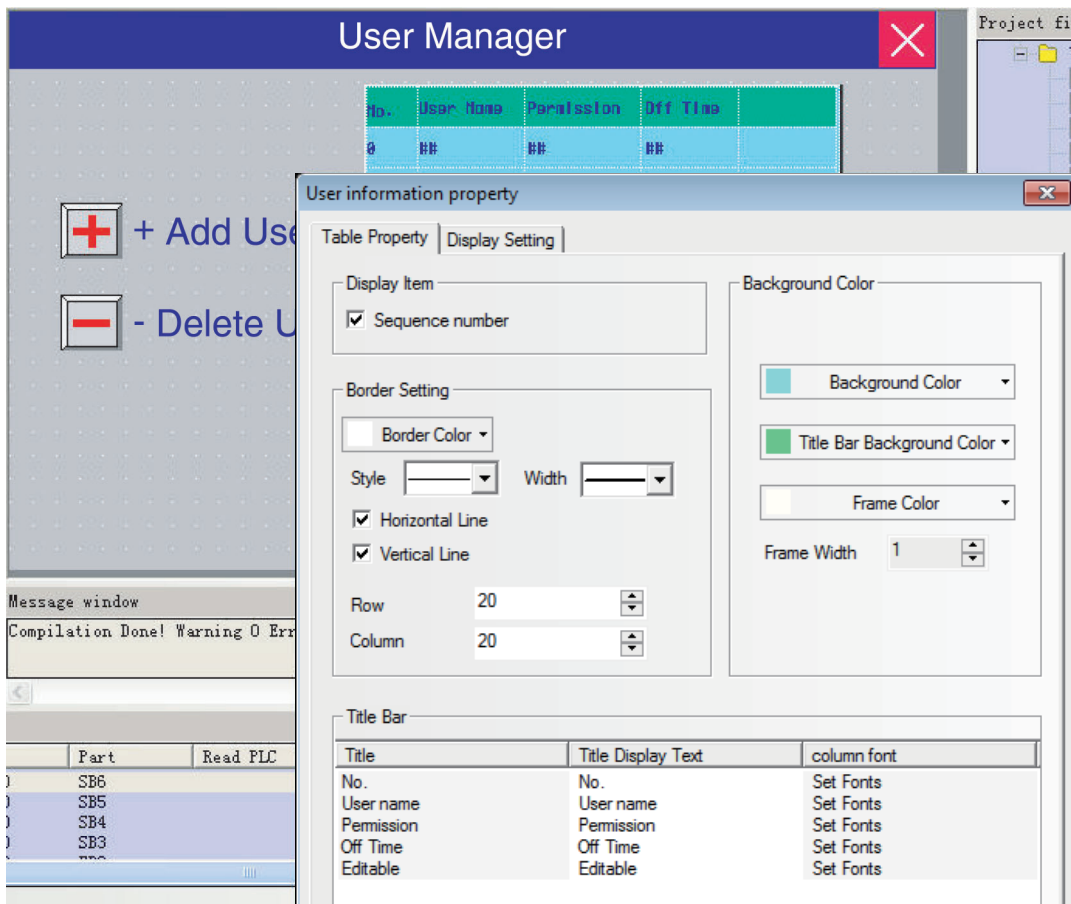 User Manager
Project fi
No. User Name Permission Off Time
0 ## ## ##
User information property
+ Add Use
Table Property Display Setting
Display Item
Sequence number
- Delete U
Background Color
Background Color
Title Bar Background Color
Frame Color
Frame Width 1
Border Setting
Border Color
Style Width
Horizontal Line
Vertical Line
Row 20
Column 20
Message window
Compilation Done! Warning 0 Err
Part Read PLC
SB6
SB5
SB4
SB3
Title Bar
Title Title Display Text column font
No. No. Set Fonts
User name User name Set Fonts
Permission Permission Set Fonts
Off Time Off Time Set Fonts
Editable Editable Set Fonts